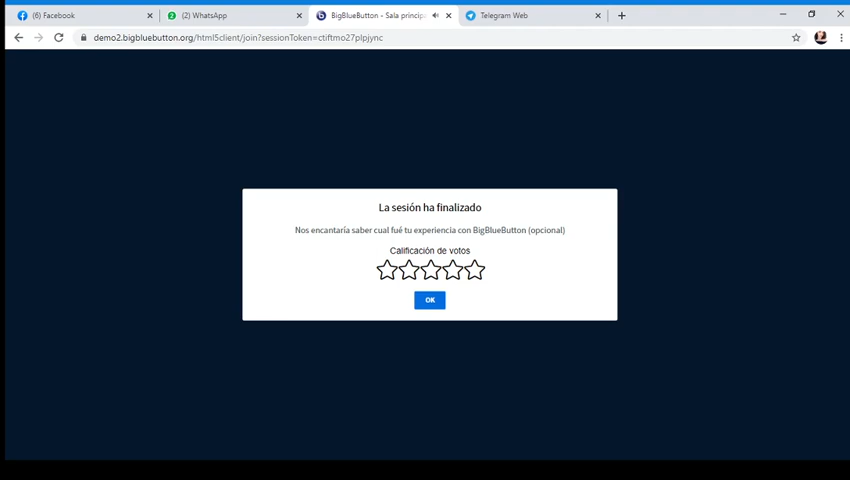 (6) Facebook
(2) WhatsApp
BigBlueButton - Sala princip
Telegram Web
demo2.bigbluebutton.org/html5client/join?sessionToken=ctiftmo27plpjync
La sesión ha finalizado
Nos encantaría saber cual fué tu experiencia con BigBlueButton (opcional)
Calificación de votos
OK